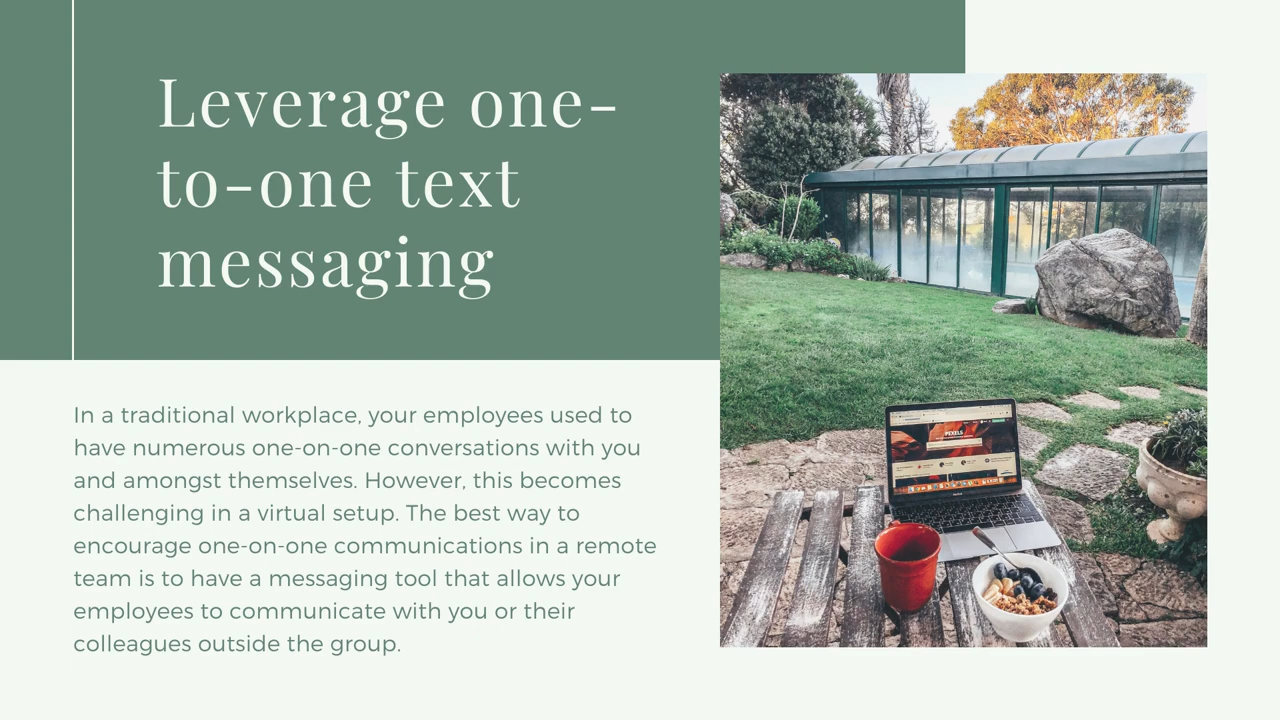 Leverage one-
to-one text
messaging
In a traditional workplace, your employees used to
have numerous one-on-one conversations with you
and amongst themselves. However, this becomes
challenging in a virtual setup. The best way to
encourage one-on-one communications in a remote
team is to have a messaging tool that allows your
employees to communicate with you or their
colleagues outside the group.
PEXELS